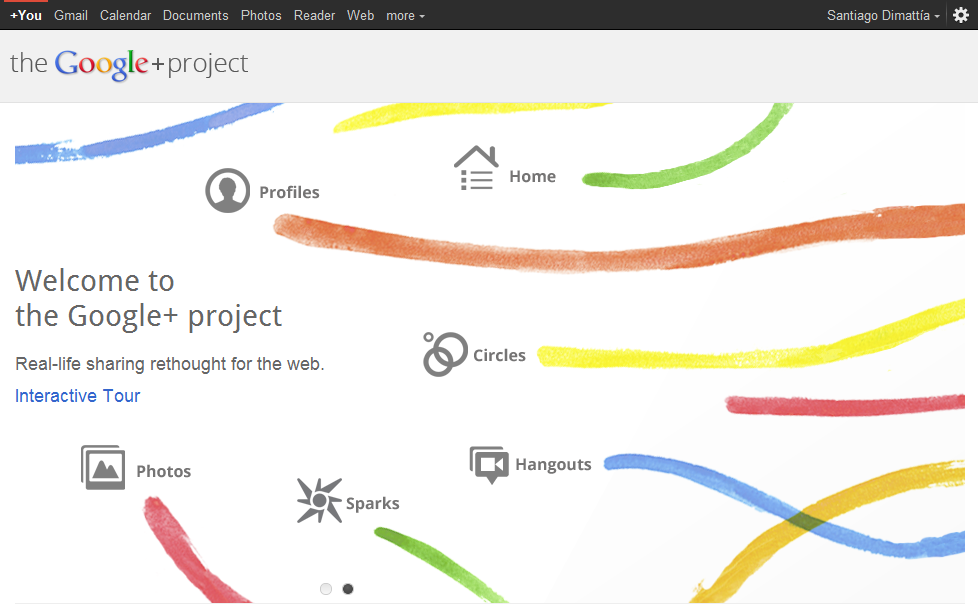 +You Gmail Calendar Documents Photos Reader Web more Santiago Dimattía
the Google+project
Home
Profiles
Welcome to
the Google+ project
Circles
Real-life sharing rethought for the web.
Interactive Tour
Hangouts
Photos
Sparks